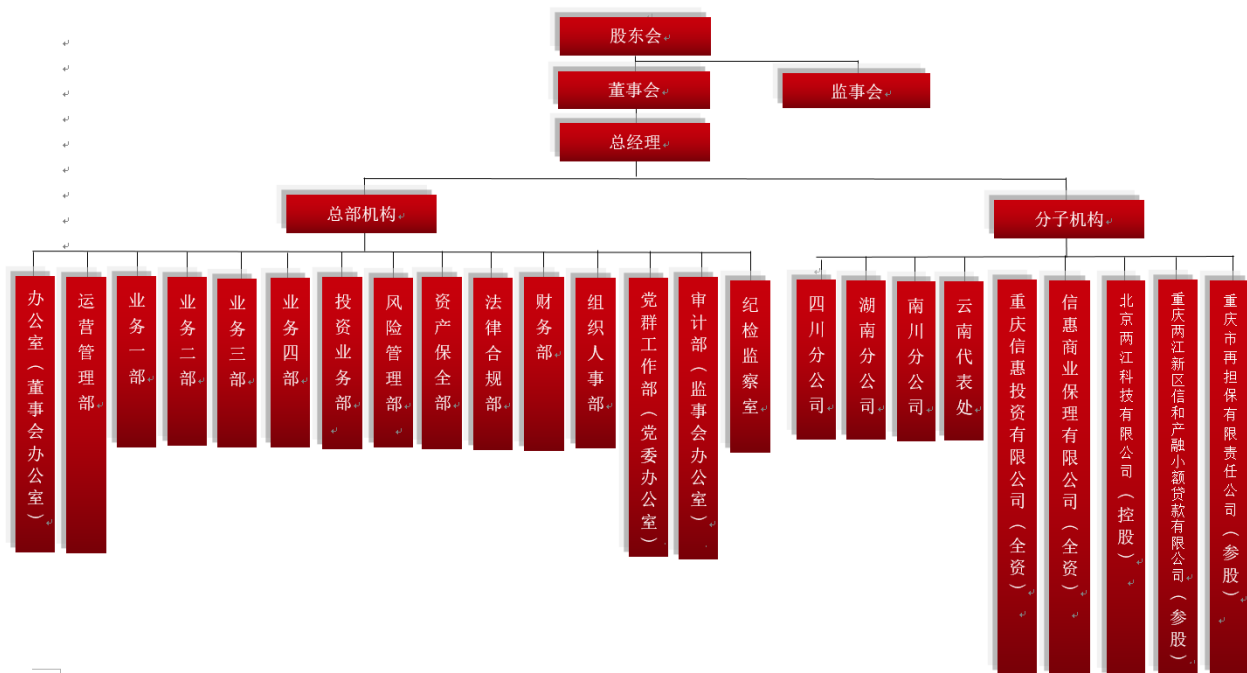 股东会
董事会
监事会
总经理
总部机构
分子机构
办公室（董事会办公室）
运营管理部
业务一部
业务二部
业务三部
业务四部
投资业务部
风险管理部
资产保全部
法律合规部
财务部
组织人事部
党群工作部（党委办公室）
审计部（监事会办公室）
纪检监察室
四川分公司
湖南分公司
南川分公司
云南代表处
重庆信惠投资有限公司（全资）
信惠商业保理有限公司（全资）
北京两江科技有限公司（控股）
重庆两江新区信和产融小额贷款有限公司（参股）
重庆市再担保有限责任公司（参股）